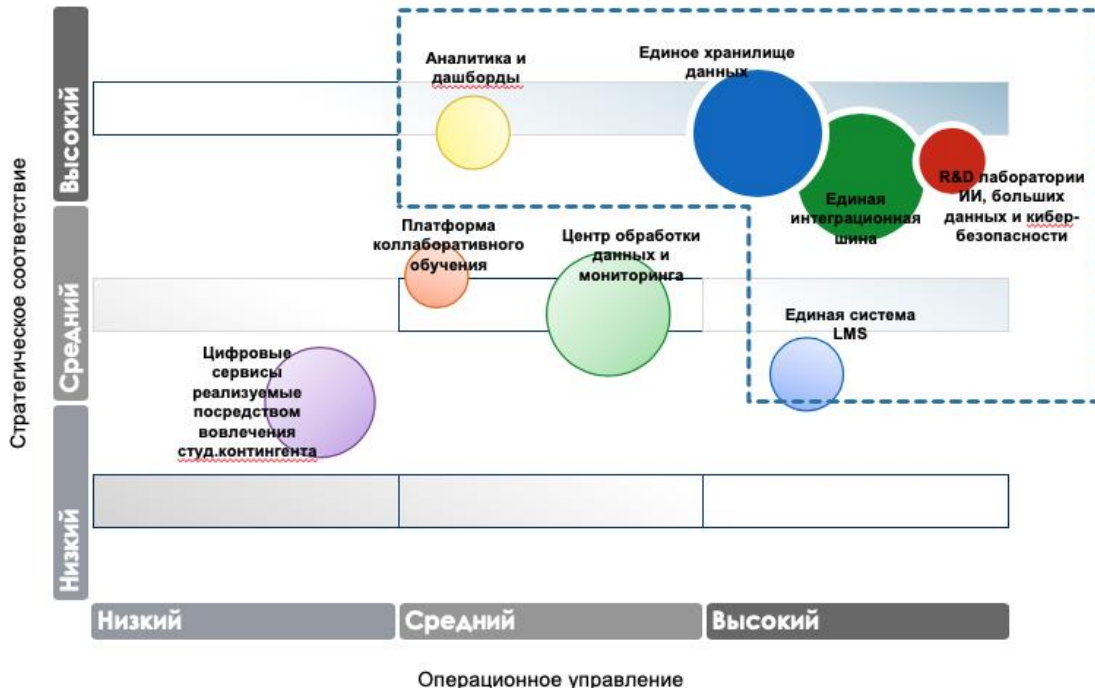 Стратегическое соответствие
Высокий
Средний
Низкий
Аналитика и
дашборды
Единое хранилище
данных
Единая
интеграционная
шина
R&D лаборатории
ИИ, больших
данных и кибер-
безопасности
Платформа
коллаборативного
обучения
Центр обработки
данных и
мониторинга
Единая система
LMS
Цифровые
сервисы
реализуемые
посредством
вовлечения
студ.контингента
Низкий
Средний
Высокий
Операционное управление